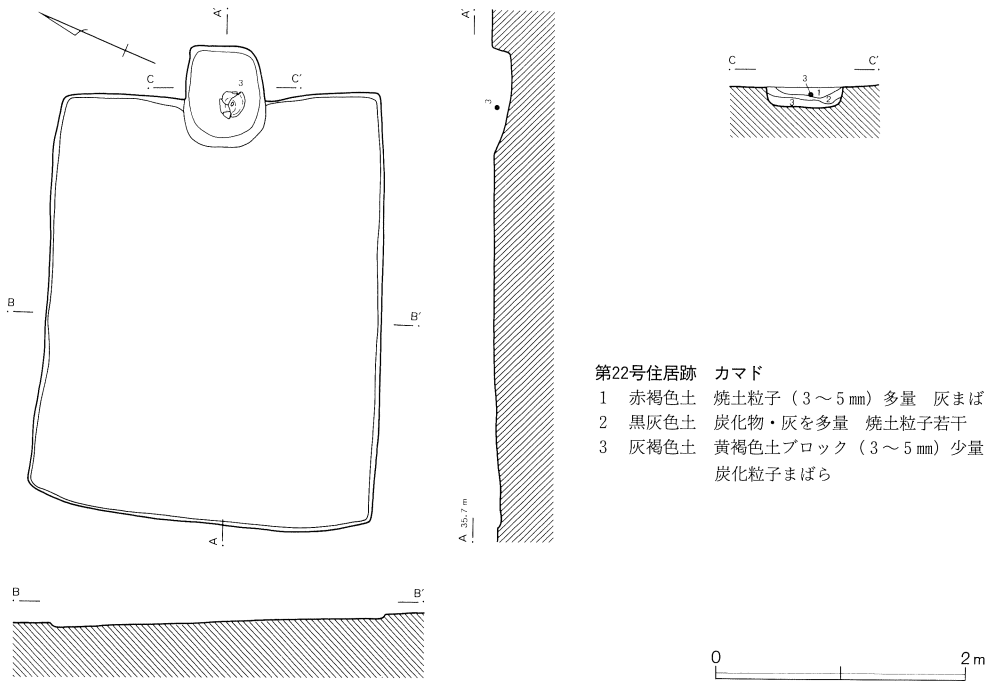 A′
C
C′
3
B
B′
A
A′
3
A 35.7m
C
C′
3
1
2
3
第22号住居跡 カマド
1 赤褐色土 焼土粒子（3～5㎜）多量 灰まば
2 黒灰色土 炭化物・灰を多量 焼土粒子若干
3 灰褐色土 黄褐色土ブロック（3～5㎜）少量
炭化粒子まばら
B
B′
0
2m